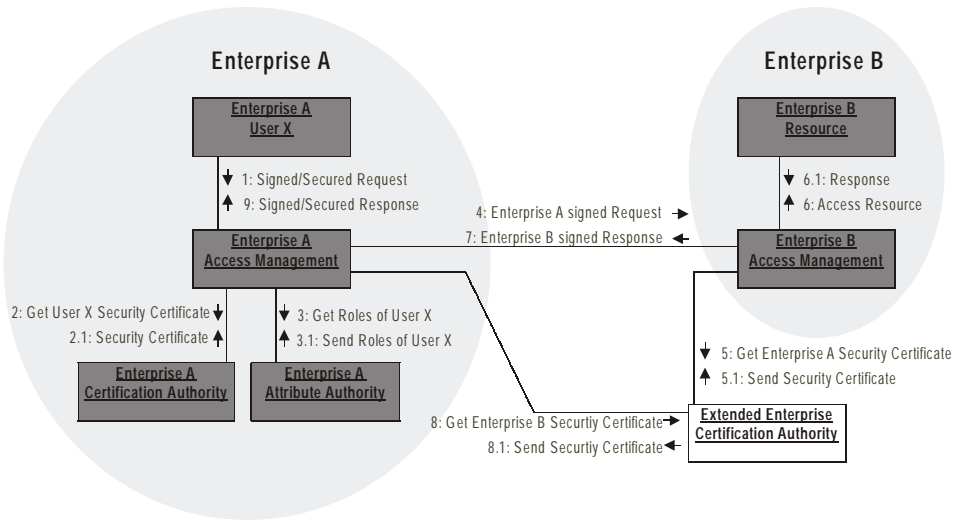 Enterprise A
Enterprise B
Enterprise A
User X
Enterprise B
Resource
1: Signed/Secured Request
9: Signed/Secured Response
6.1: Response
6: Access Resource
4: Enterprise A signed Request
7: Enterprise B signed Response
Enterprise A
Access Management
Enterprise B
Access Management
2: Get User X Security Certificate
2.1: Security Certificate
3: Get Roles of User X
3.1: Send Roles of User X
5: Get Enterprise A Security Certificate
5.1: Send Security Certificate
Enterprise A
Certification Authority
Enterprise A
Attribute Authority
8: Get Enterprise B Securtiy Certificate
8.1: Send Securtiy Certificate
Extended Enterprise
Certification Authority